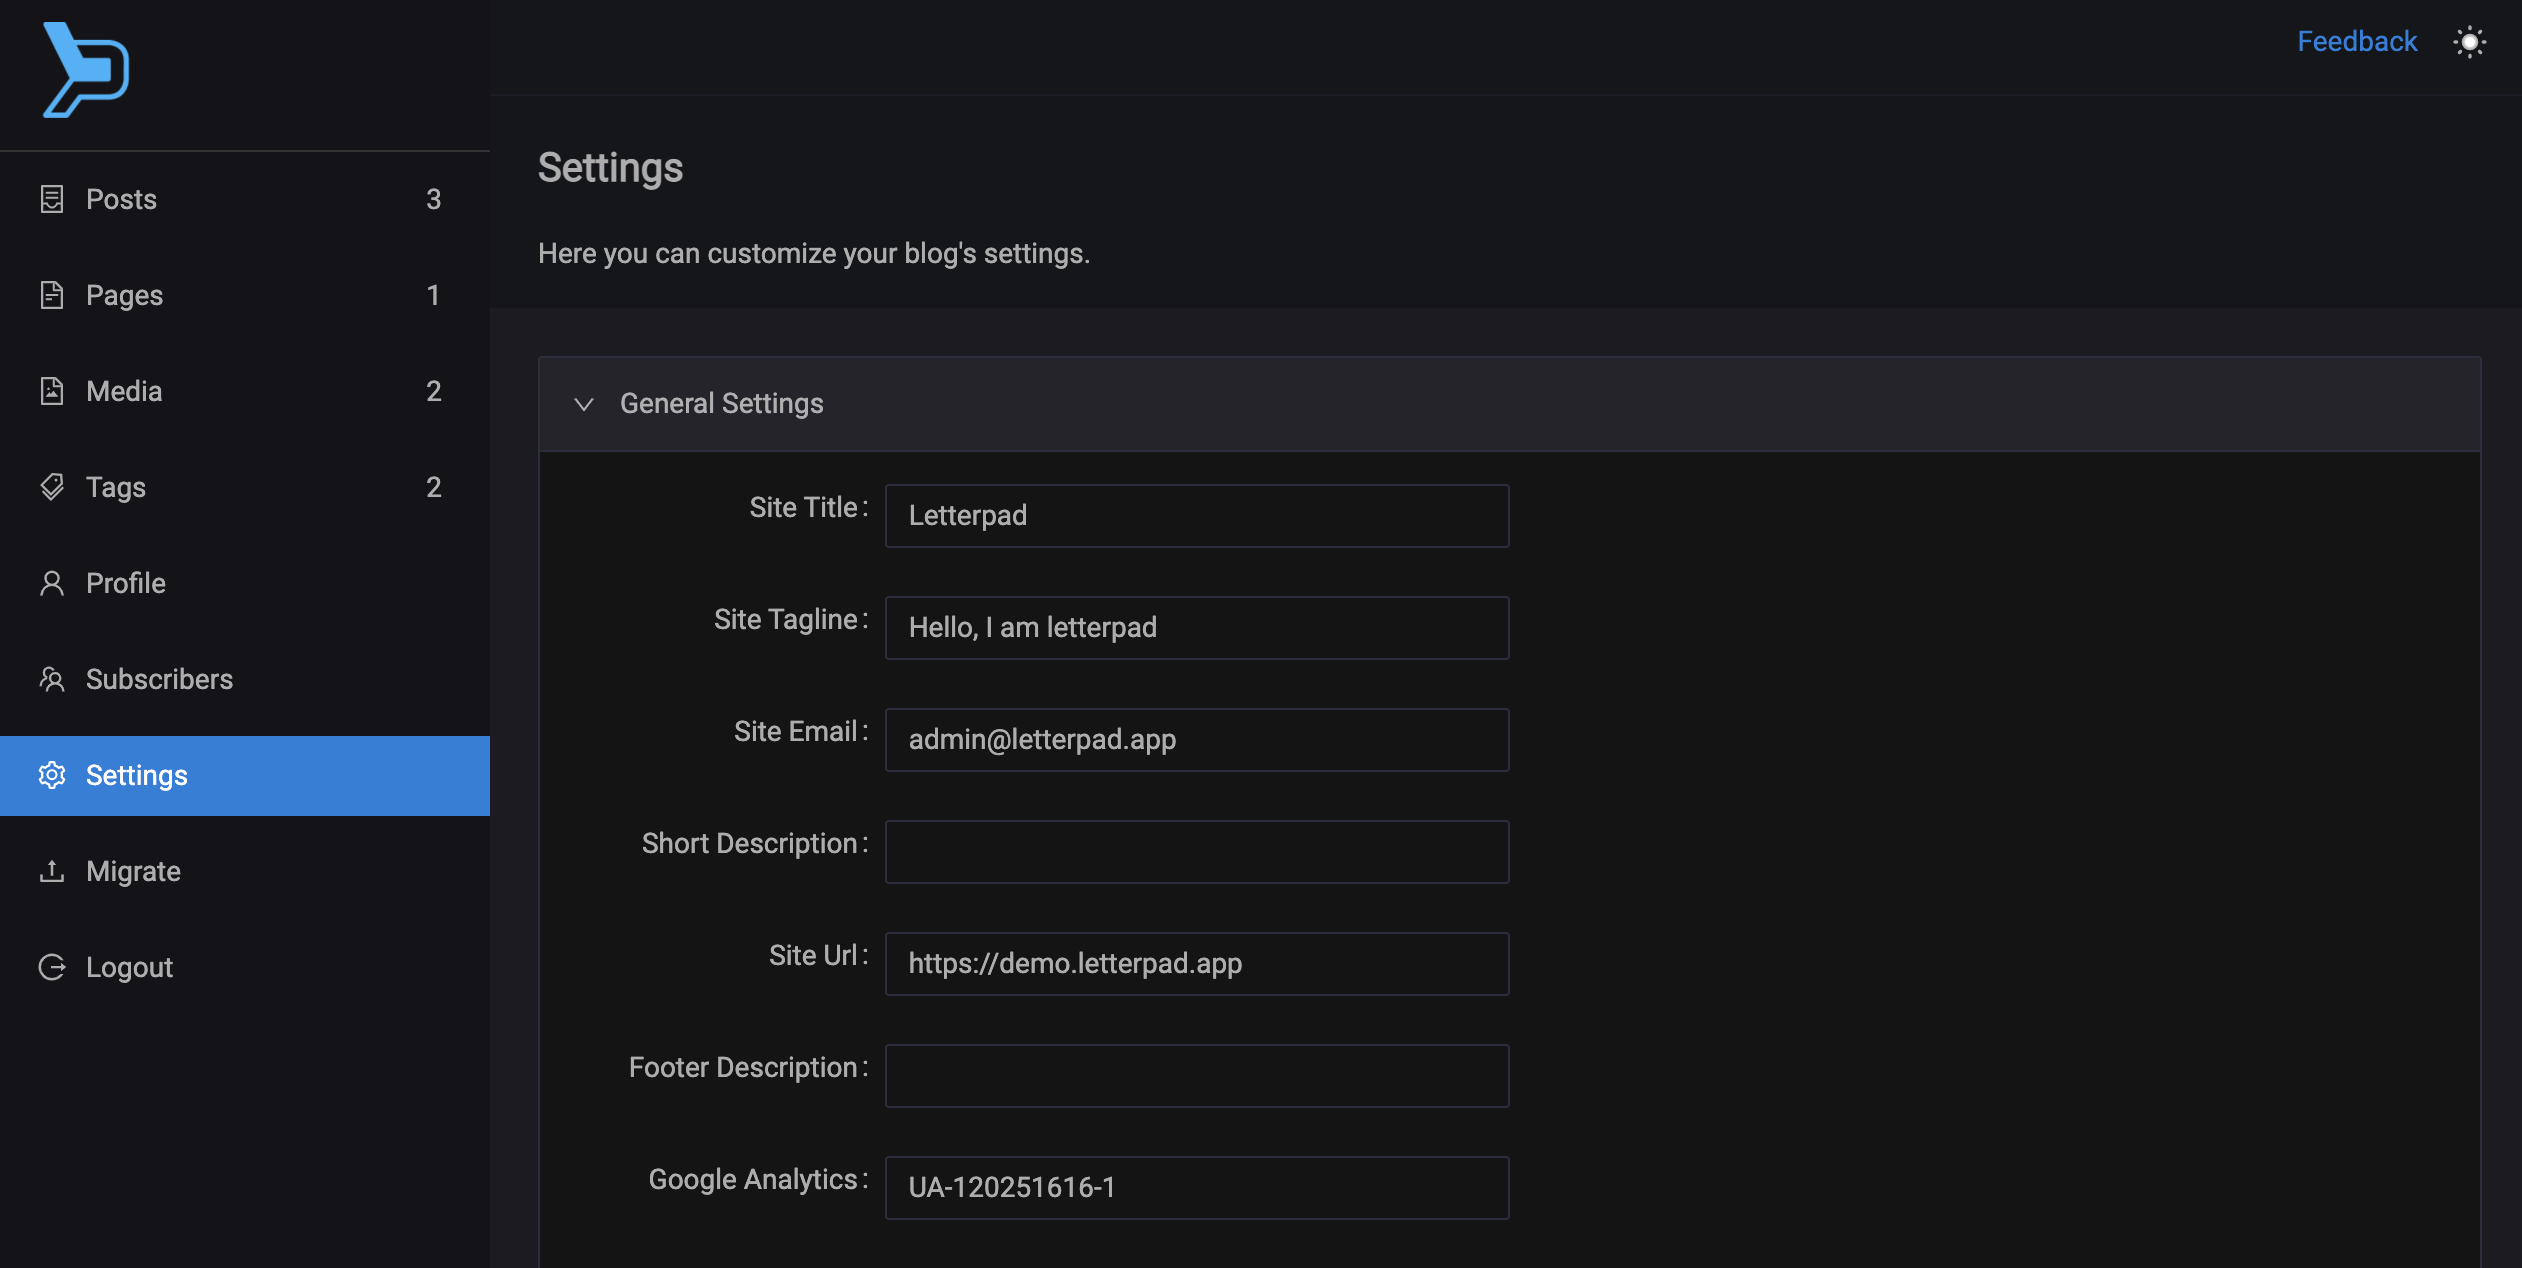 Feedback
Posts 3
Pages 1
Media 2
Tags 2
Profile
Subscribers
Settings
Migrate
Logout
Settings
Here you can customize your blog's settings.
General Settings
Site Title: Letterpad
Site Tagline: Hello, I am letterpad
Site Email: admin@letterpad.app
Short Description:
Site Url: https://demo.letterpad.app
Footer Description:
Google Analytics: UA-120251616-1